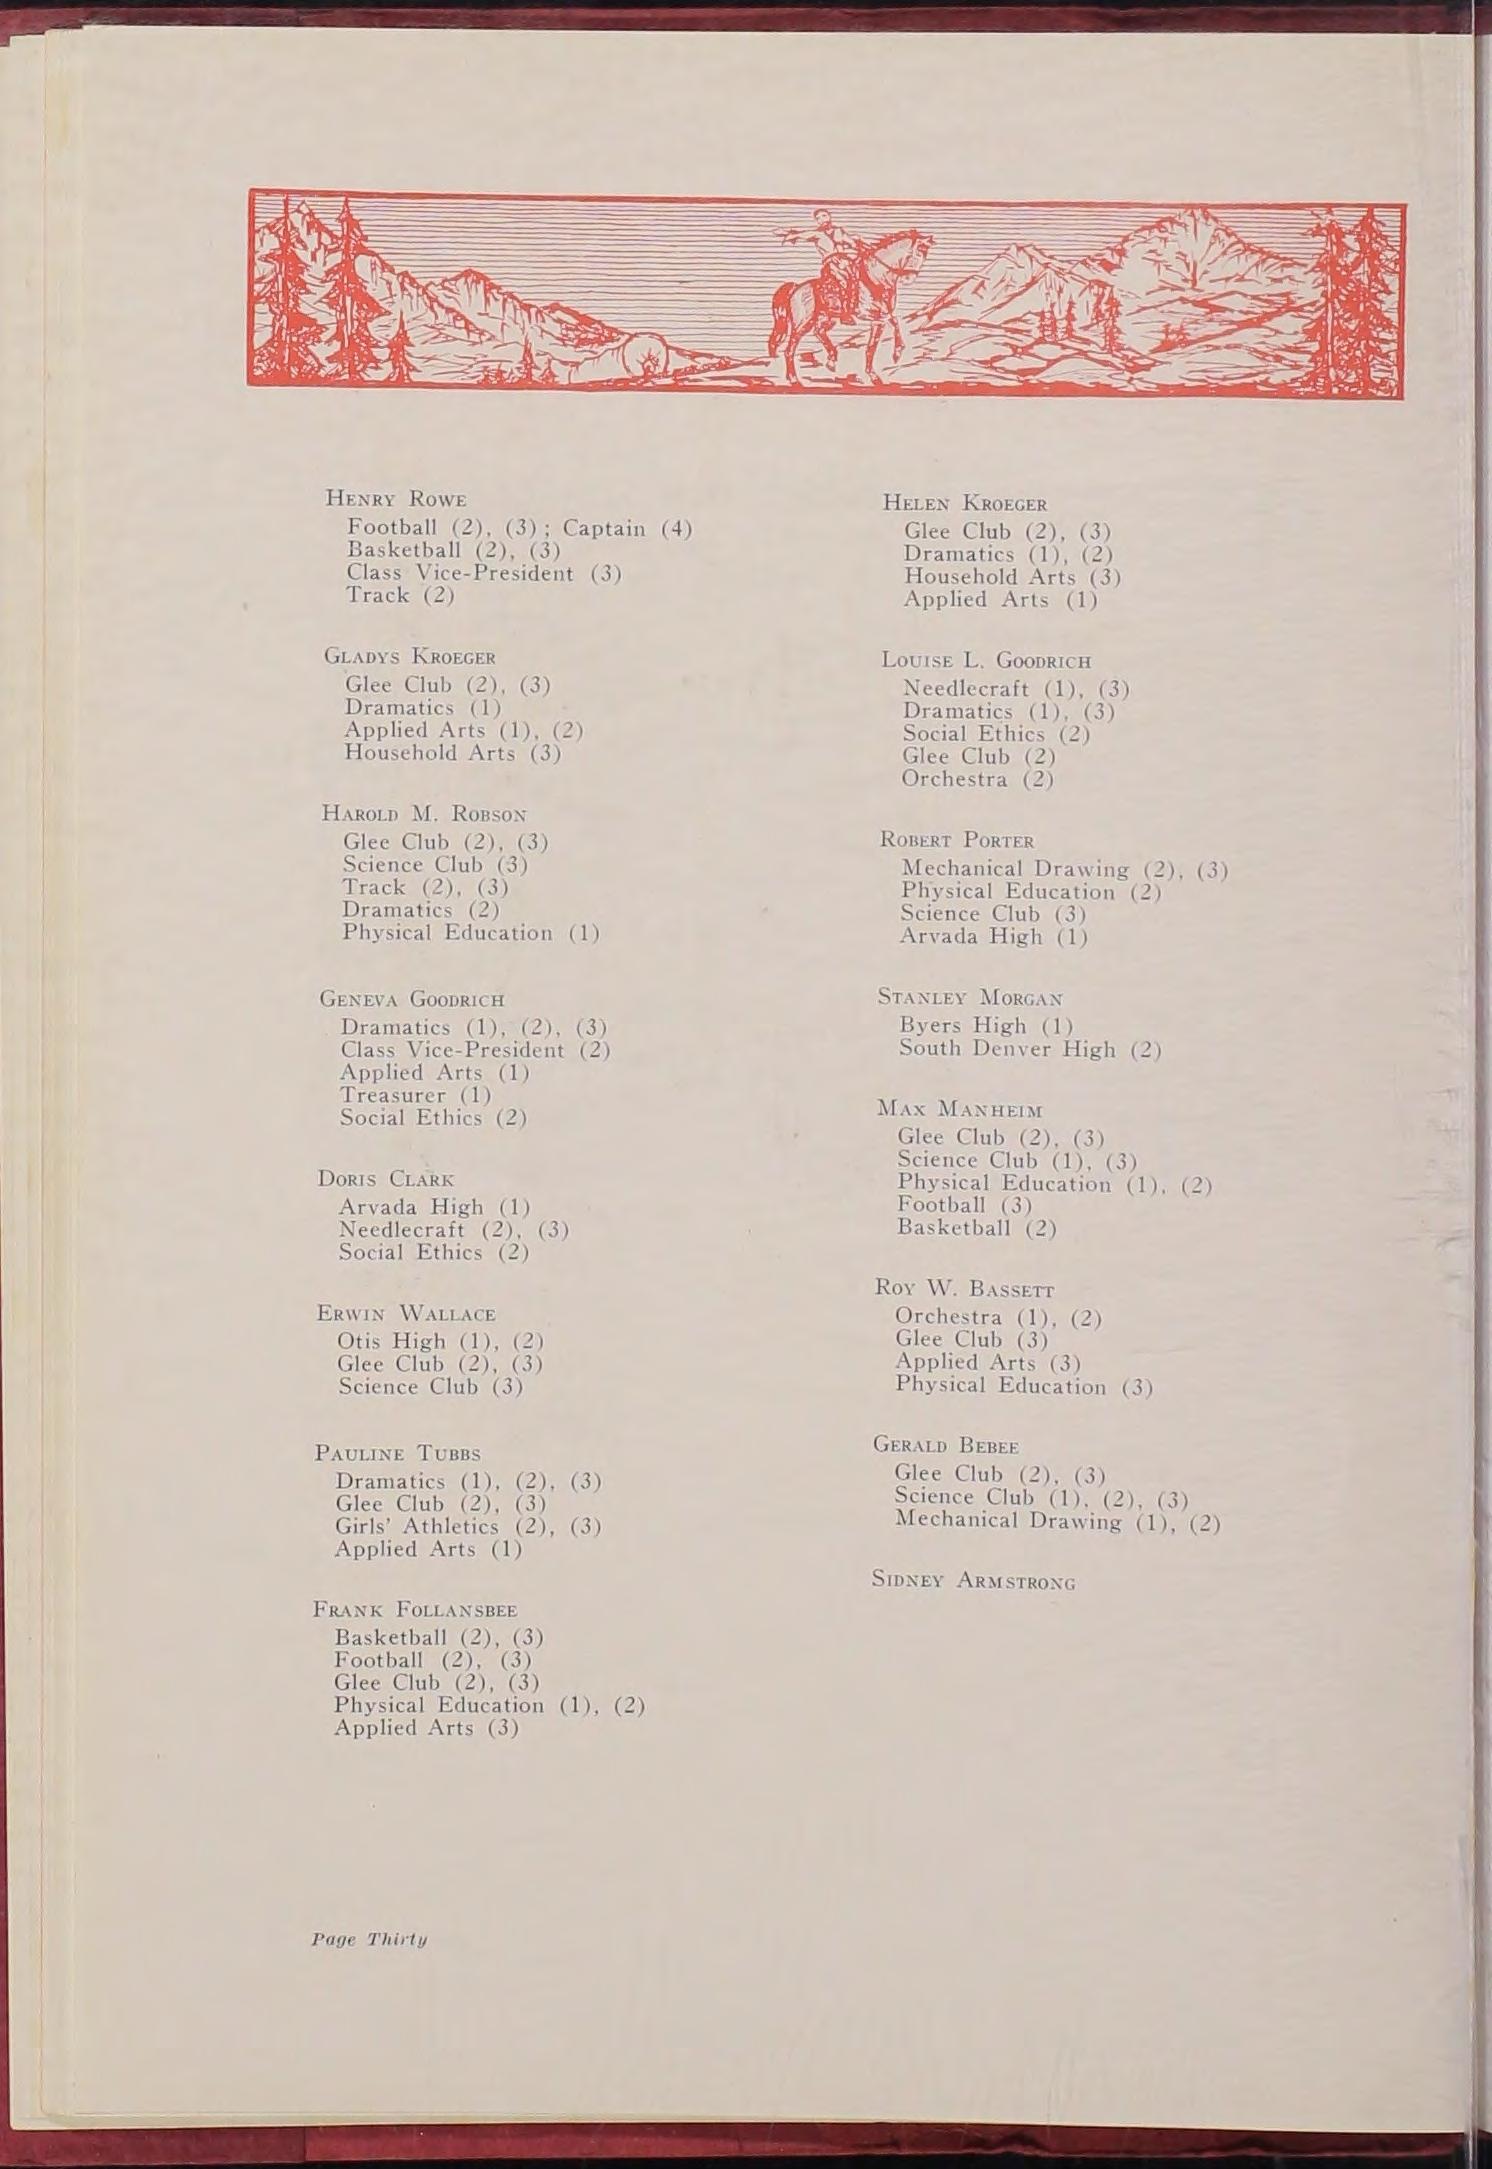 Henry Rowe
Football (2), (3); Captain (4)
Basketball (2), (3)
Class Vice-President (3)
Track (2)
Gladys Kroeger
Glee Club (2), (3)
Dramatics (1)
Applied Arts (1), (2)
Household Arts (3)
Harold M. Robson
Glee Club (2), (3)
Science Club (3)
Track (2), (3)
Dramatics (2)
Physical Education (1)
Geneva Goodrich
Dramatics (1), (2), (3)
Class Vice-President (2)
Applied Arts (1)
Treasurer (1)
Social Ethics (2)
Doris Clark
Arvada High (1)
Needlecraft (2), (3)
Social Ethics (2)
Erwin Wallace
Otis High (1), (2)
Glee Club (2), (3)
Science Club (3)
Pauline Tubbs
Dramatics (1), (2), (3)
Glee Club (2), (3)
Girls' Athletics (2), (3)
Applied Arts (1)
Frank Follansbee
Basketball (2), (3)
Football (2), (3)
Glee Club (2), (3)
Physical Education (1), (2)
Applied Arts (3)
Helen Kroeger
Glee Club (2), (3)
Dramatics (1), (2)
Household Arts (3)
Applied Arts (1)
Louise L. Goodrich
Needlecraft (1), (3)
Dramatics (1), (3)
Social Ethics (2)
Glee Club (2)
Orchestra (2)
Robert Porter
Mechanical Drawing (2), (3)
Physical Education (2)
Science Club (3)
Arvada High (1)
Stanley Morgan
Byers High (1)
South Denver High (2)
Max Manheim
Glee Club (2), (3)
Science Club (1), (3)
Physical Education (1), (2)
Football (3)
Basketball (2)
Roy W. Bassett
Orchestra (1), (2)
Glee Club (3)
Applied Arts (3)
Physical Education (3)
Gerald Bebee
Glee Club (2), (3)
Science Club (1), (2), (3)
Mechanical Drawing (1), (2)
Sidney Armstrong
Page Thirty